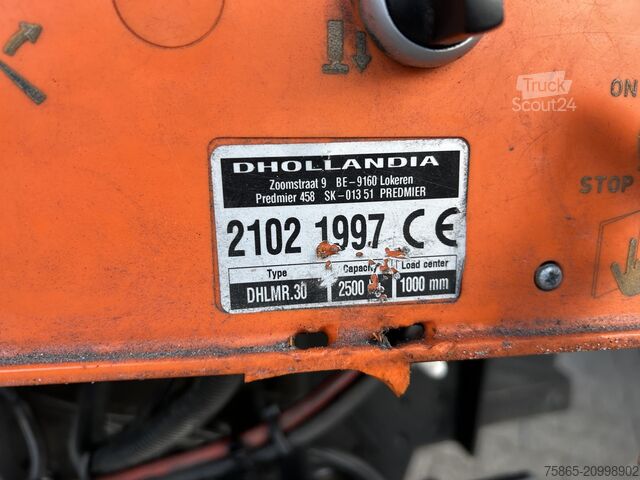 Truck
Scout24
ON
STOP
DHOLLANDIA
Zoomstraat 9 BE-9160 Lokeren
Predmier 458 SK-013 51 PREDMIER
2102 1997 CE
Type Capacity Load center
DHLMR.30 2500 1000 mm
75865-20998902